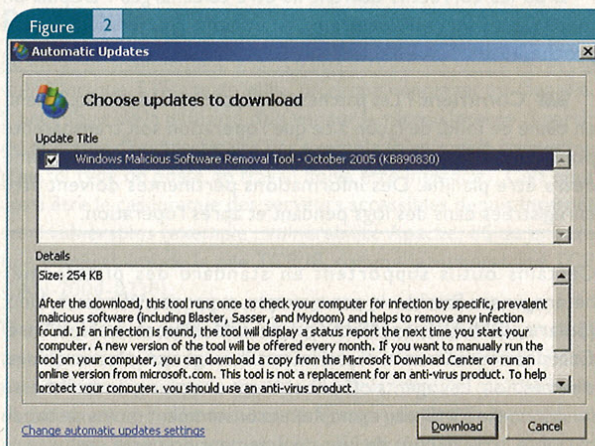 Figure 2
Automatic Updates
Choose updates to download
Update Title
Windows Malicious Software Removal Tool - October 2005 (KB890830)
Details
Size: 254 KB
After the download, this tool runs once to check your computer for infection by specific, prevalent
malicious software (including Blaster, Sasser, and Mydoom) and helps to remove any infection
found. If an infection is found, the tool will display a status report the next time you start your
computer. A new version of the tool will be offered every month. If you want to manually run the
tool on your computer, you can download a copy from the Microsoft Download Center or run an
online version from microsoft.com. This tool is not a replacement for an anti-virus product. To help
protect your computer, you should use an anti-virus product.
Change automatic updates settings
Download
Cancel